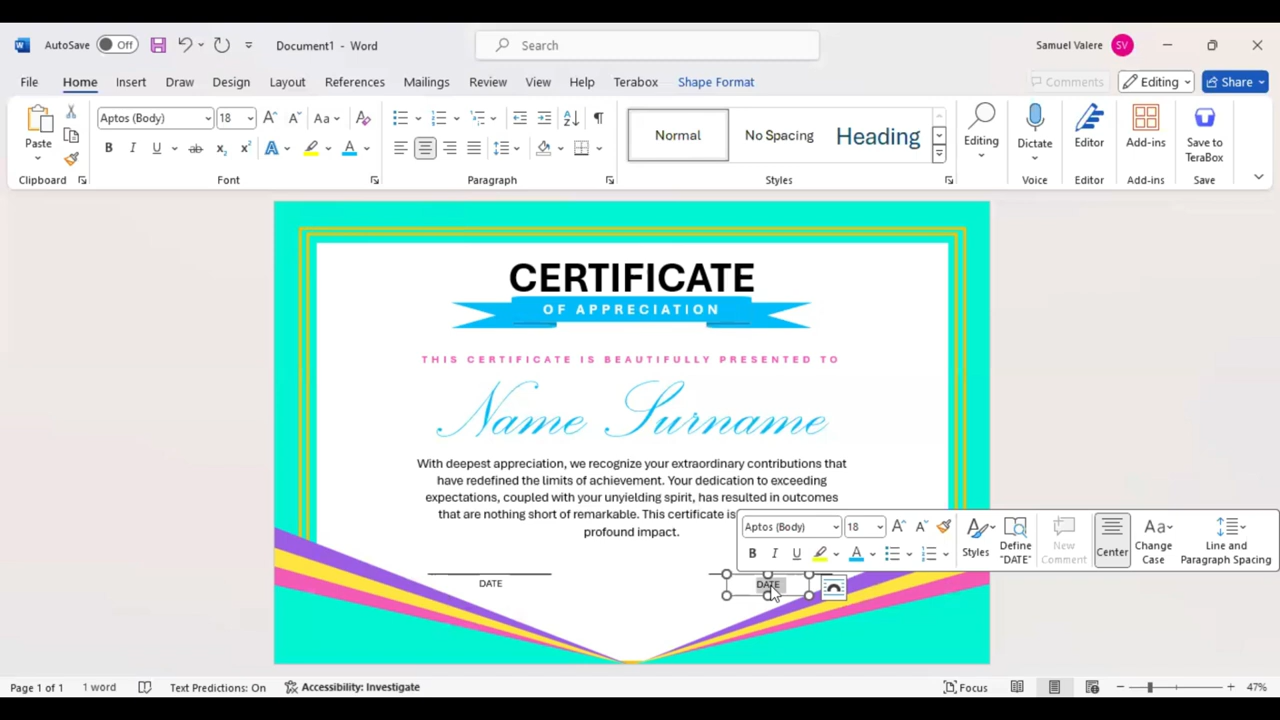 AutoSave Off Document1 - Word Search Samuel Valere SV
File Home Insert Draw Design Layout References Mailings Review View Help Terabox Shape Format Comments Editing Share
Aptos (Body) 18 Normal No Spacing Heading
Paste Editing Dictate Editor Add-ins Save to TeraBox
Clipboard Font Paragraph Styles Voice Editor Add-ins Save
CERTIFICATE
OF APPRECIATION
THIS CERTIFICATE IS BEAUTIFULLY PRESENTED TO
Name Surname
With deepest appreciation, we recognize your extraordinary contributions that
have redefined the limits of achievement. Your dedication to exceeding
expectations, coupled with your unyielding spirit, has resulted in outcomes
that are nothing short of remarkable. This certificate is
profound impact.
Aptos (Body) 18 Styles Define "DATE" New Comment Center Change Case Line and Paragraph Spacing
DATE DATE
Page 1 of 1 1 word Text Predictions: On Accessibility: Investigate Focus 47%